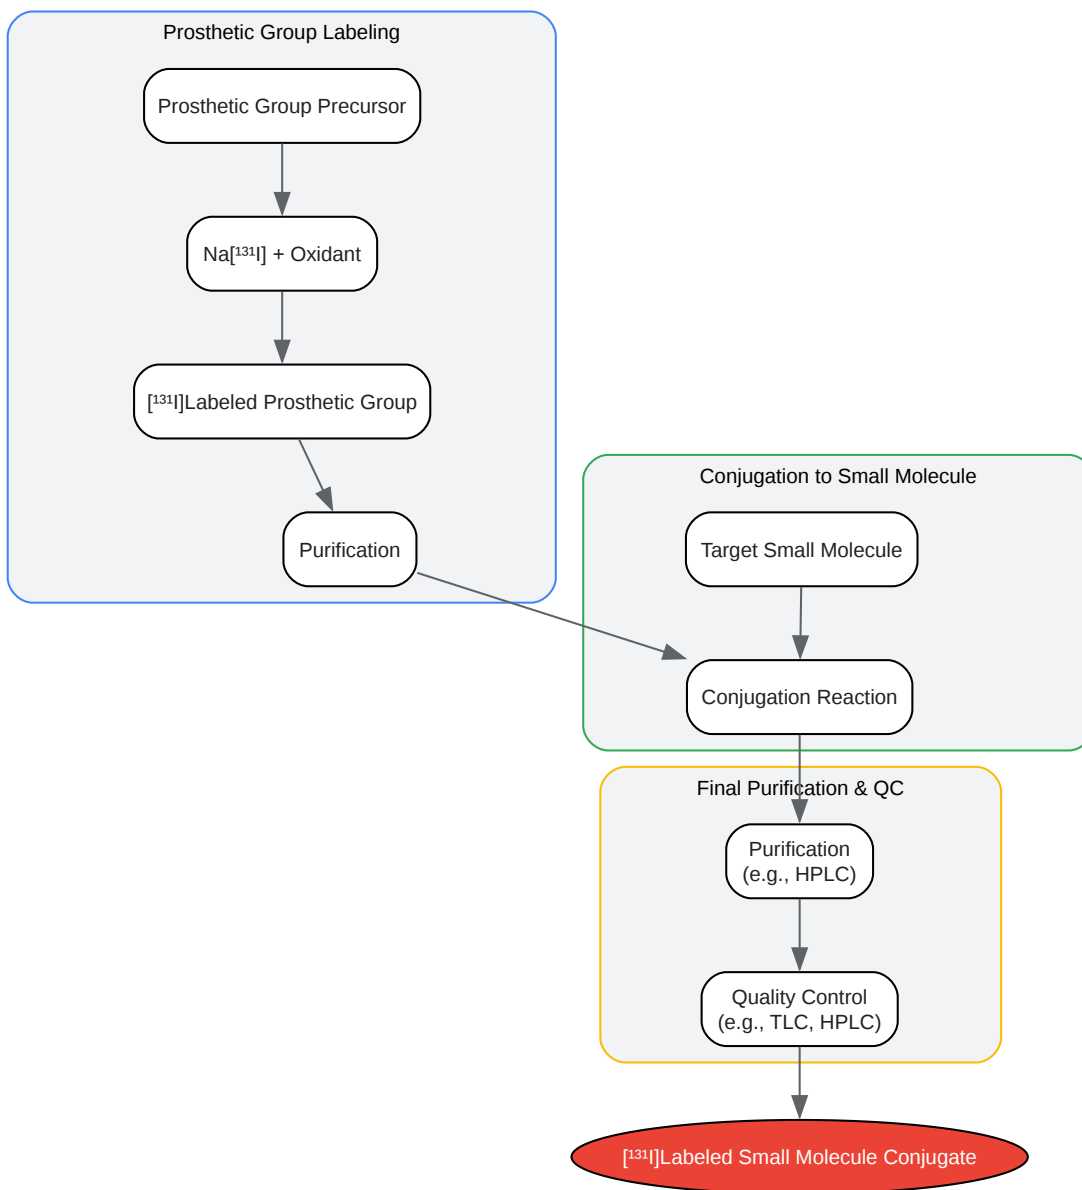 Prosthetic Group Labeling
Prosthetic Group Precursor
Na[¹³¹I] + Oxidant
[¹³¹I]Labeled Prosthetic Group
Purification
Conjugation to Small Molecule
Target Small Molecule
Conjugation Reaction
Final Purification & QC
Purification
(e.g., HPLC)
Quality Control
(e.g., TLC, HPLC)
[¹³¹I]Labeled Small Molecule Conjugate